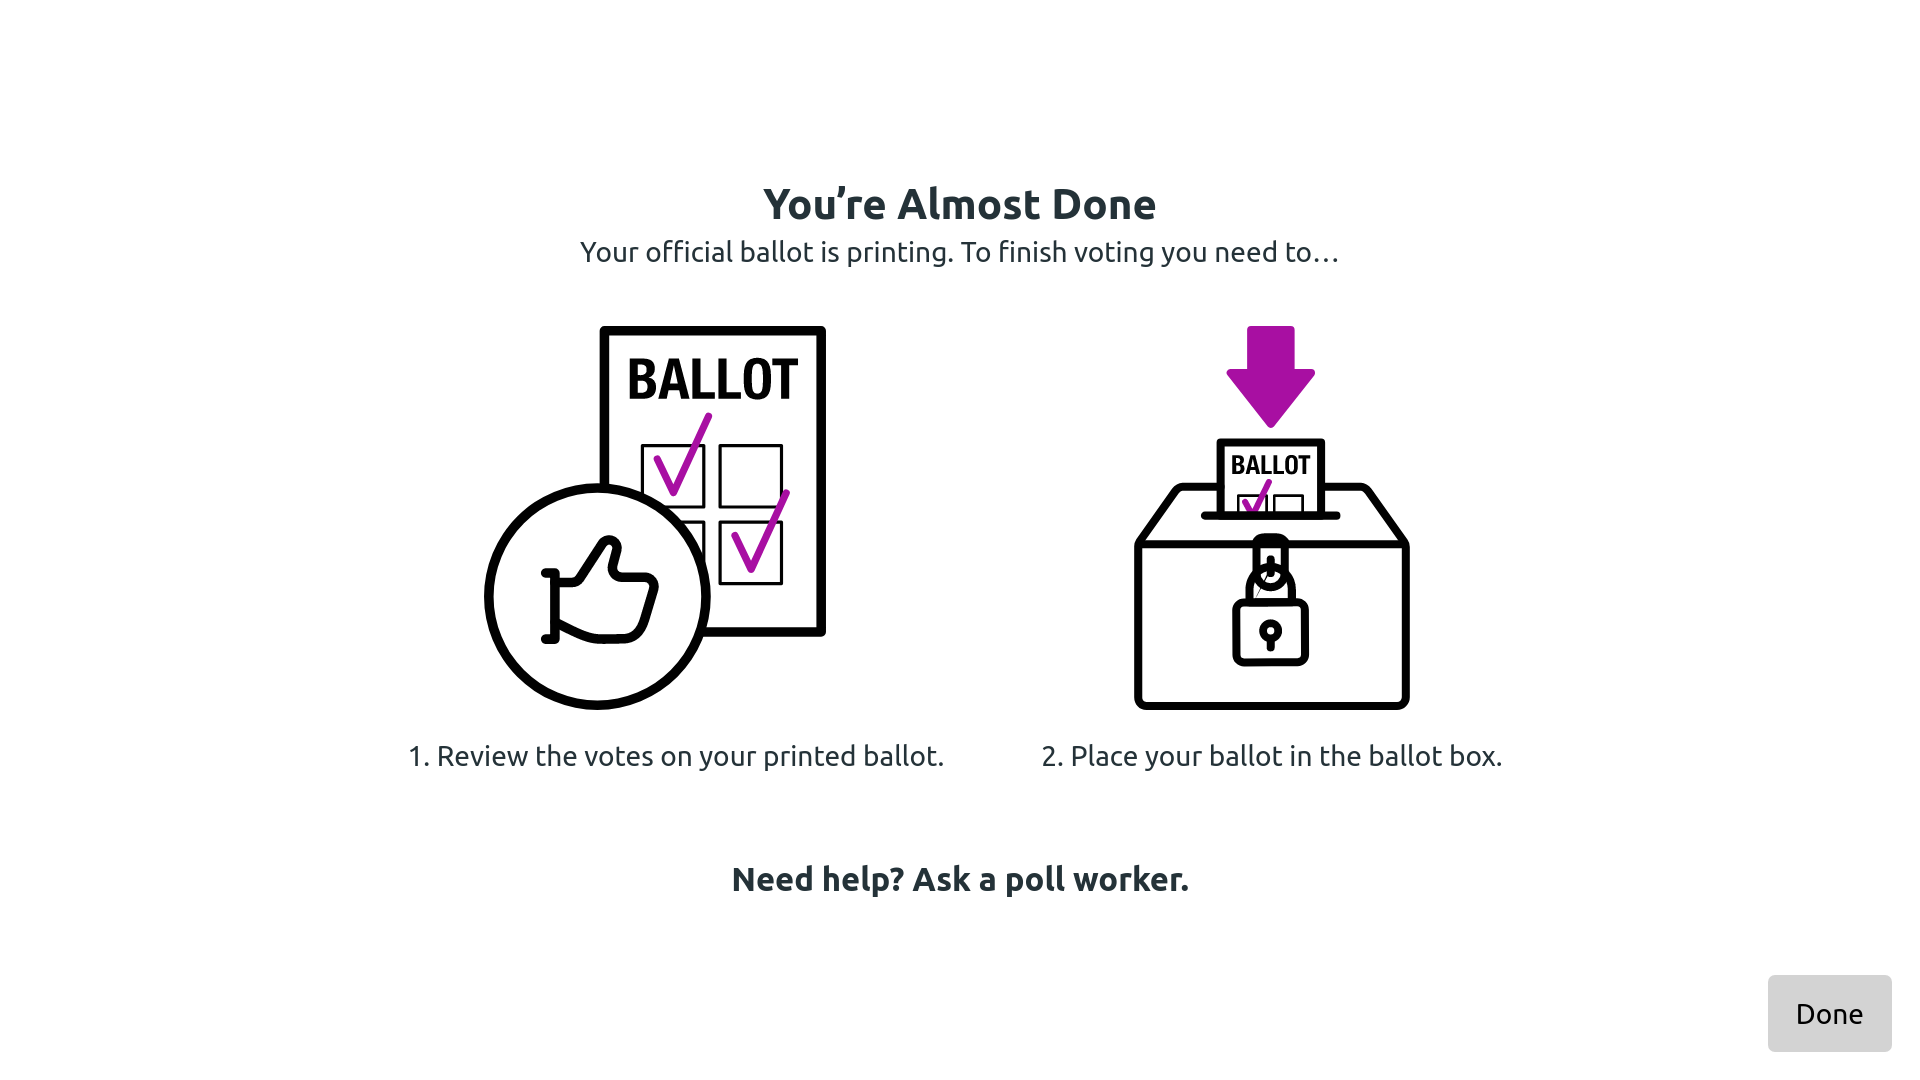 You’re Almost Done
Your official ballot is printing. To finish voting you need to…
BALLOT
BALLOT
1. Review the votes on your printed ballot.
2. Place your ballot in the ballot box.
Need help? Ask a poll worker.
Done